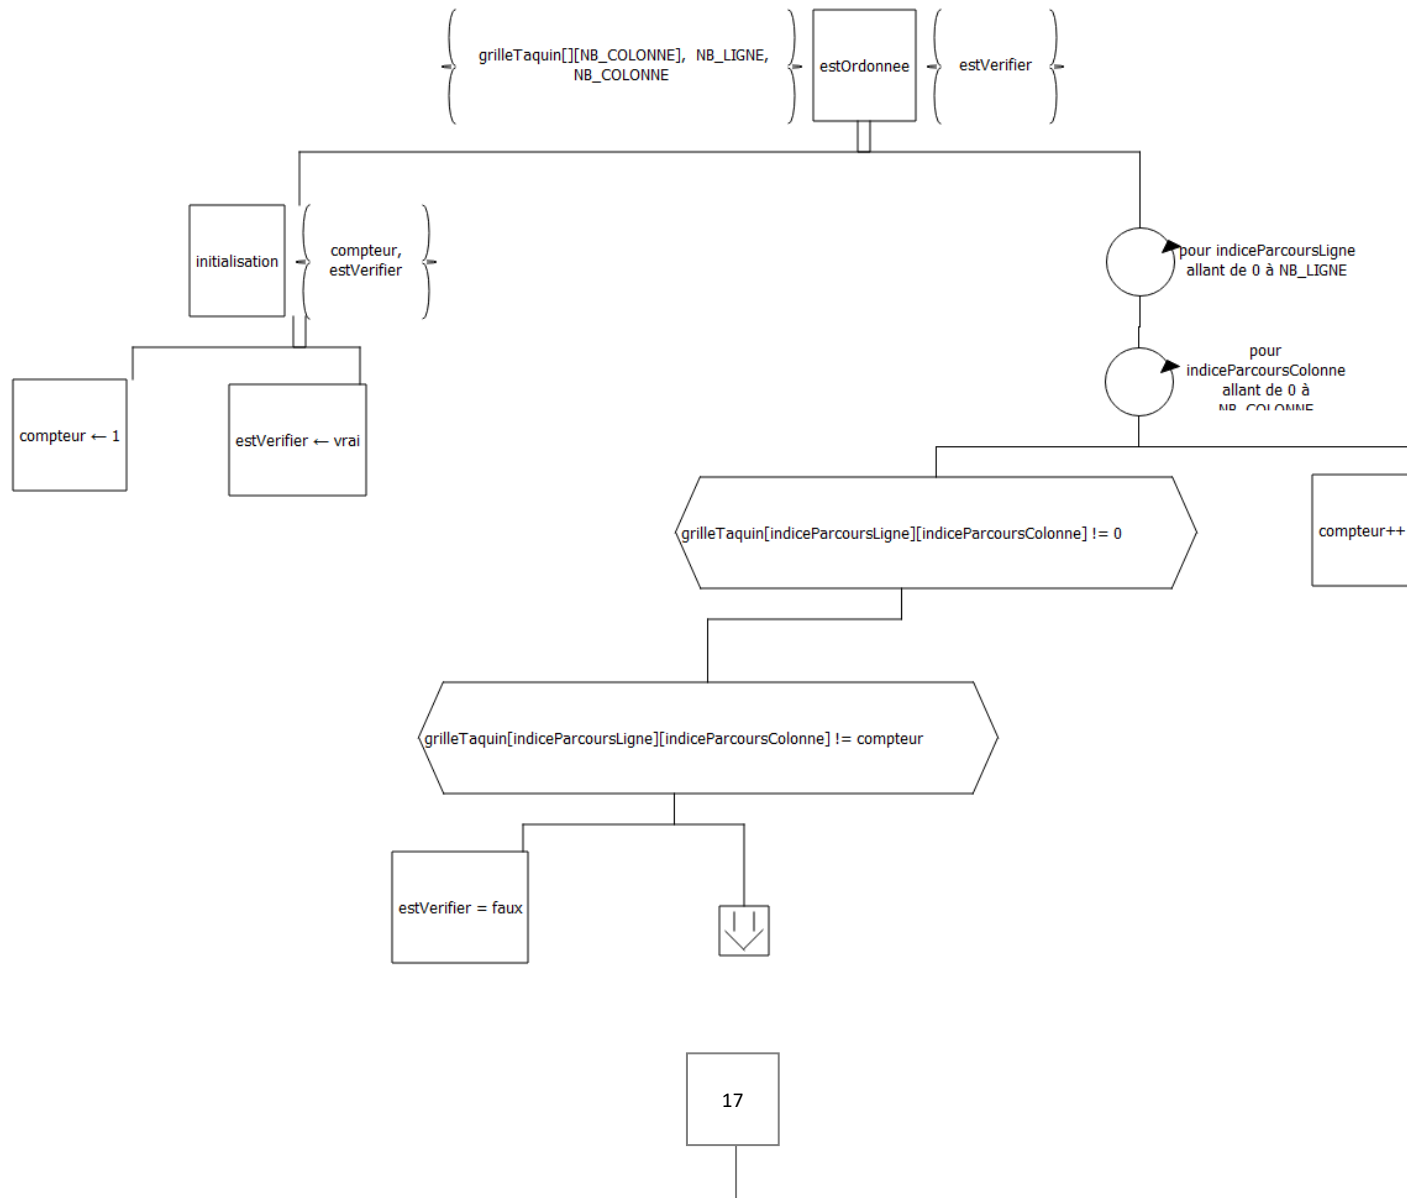 grilleTaquin[][NB_COLONNE], NB_LIGNE,
NB_COLONNE
estOrdonnee
estVerifier
initialisation
compteur,
estVerifier
pour indiceParcoursLigne
allant de 0 à NB_LIGNE
pour
indiceParcoursColonne
allant de 0 à
NB_COLONNE
compteur ← 1
estVerifier ← vrai
grilleTaquin[indiceParcoursLigne][indiceParcoursColonne] != 0
compteur++
grilleTaquin[indiceParcoursLigne][indiceParcoursColonne] != compteur
estVerifier = faux
17